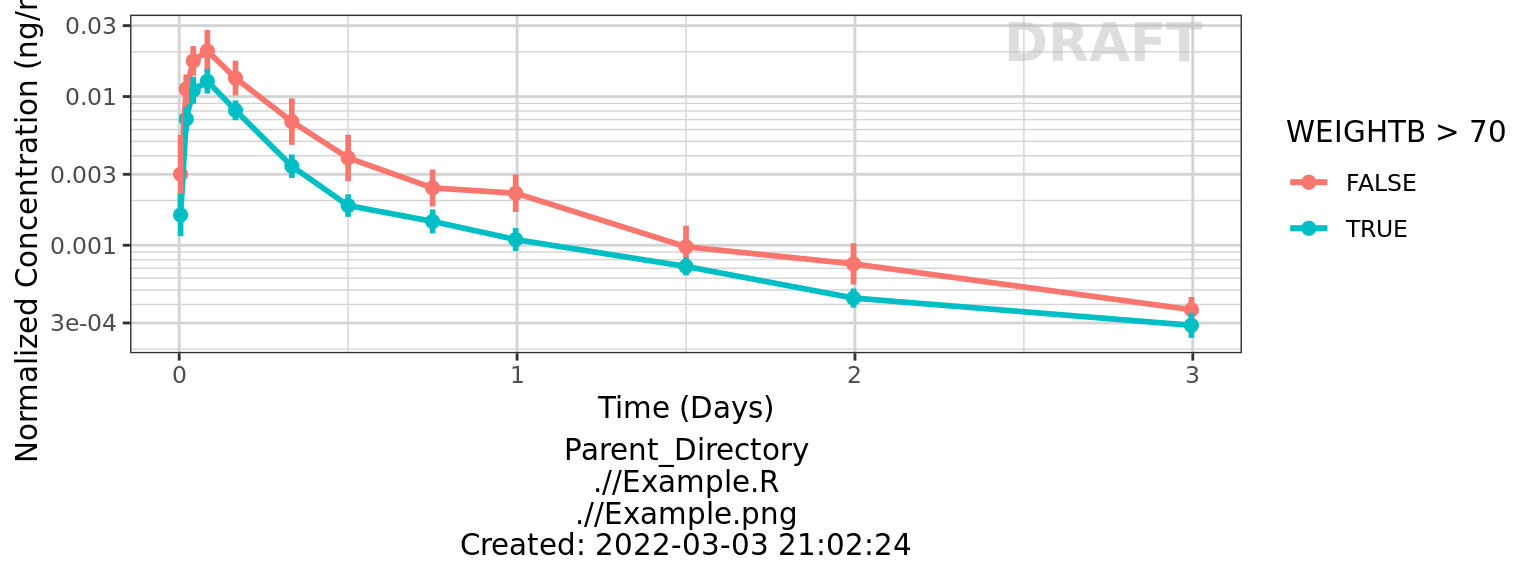 Normalized Concentration (ng/
0.03
0.01
0.003
0.001
3e-04
DRAFT
0 1 2 3
Time (Days)
WEIGHTB > 70
FALSE
TRUE
Parent_Directory
.//Example.R
.//Example.png
Created: 2022-03-03 21:02:24